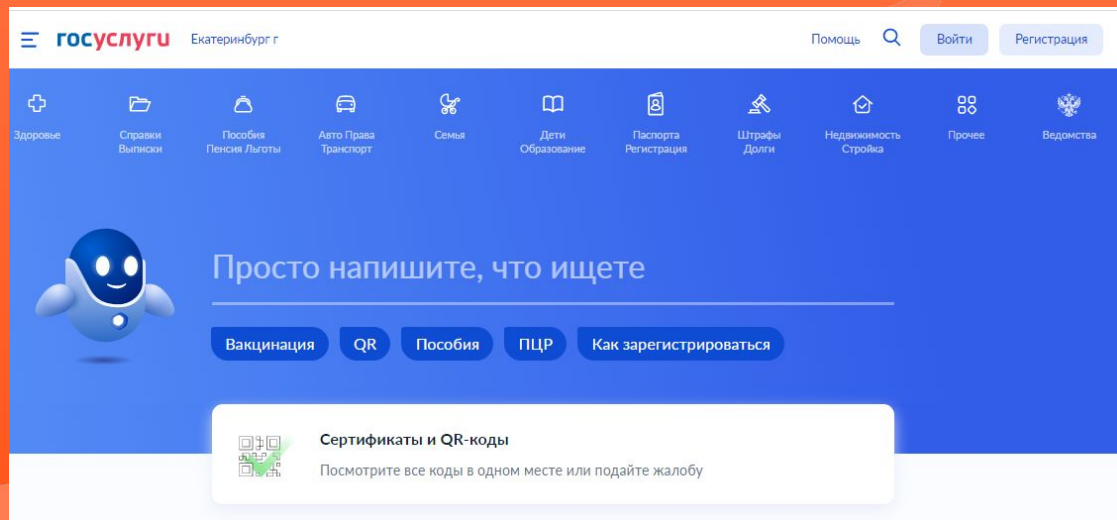 госуслуги Екатеринбург г Помощь Войти Регистрация
Здоровье
Справки
Выписки
Пособия
Пенсия Льготы
Авто Права
Транспорт
Семья
Дети
Образование
Паспорта
Регистрация
Штрафы
Долги
Недвижимость
Стройка
Прочее
Ведомства
Просто напишите, что ищете
Вакцинация QR Пособия ПЦР Как зарегистрироваться
Сертификаты и QR-коды
Посмотрите все коды в одном месте или подайте жалобу